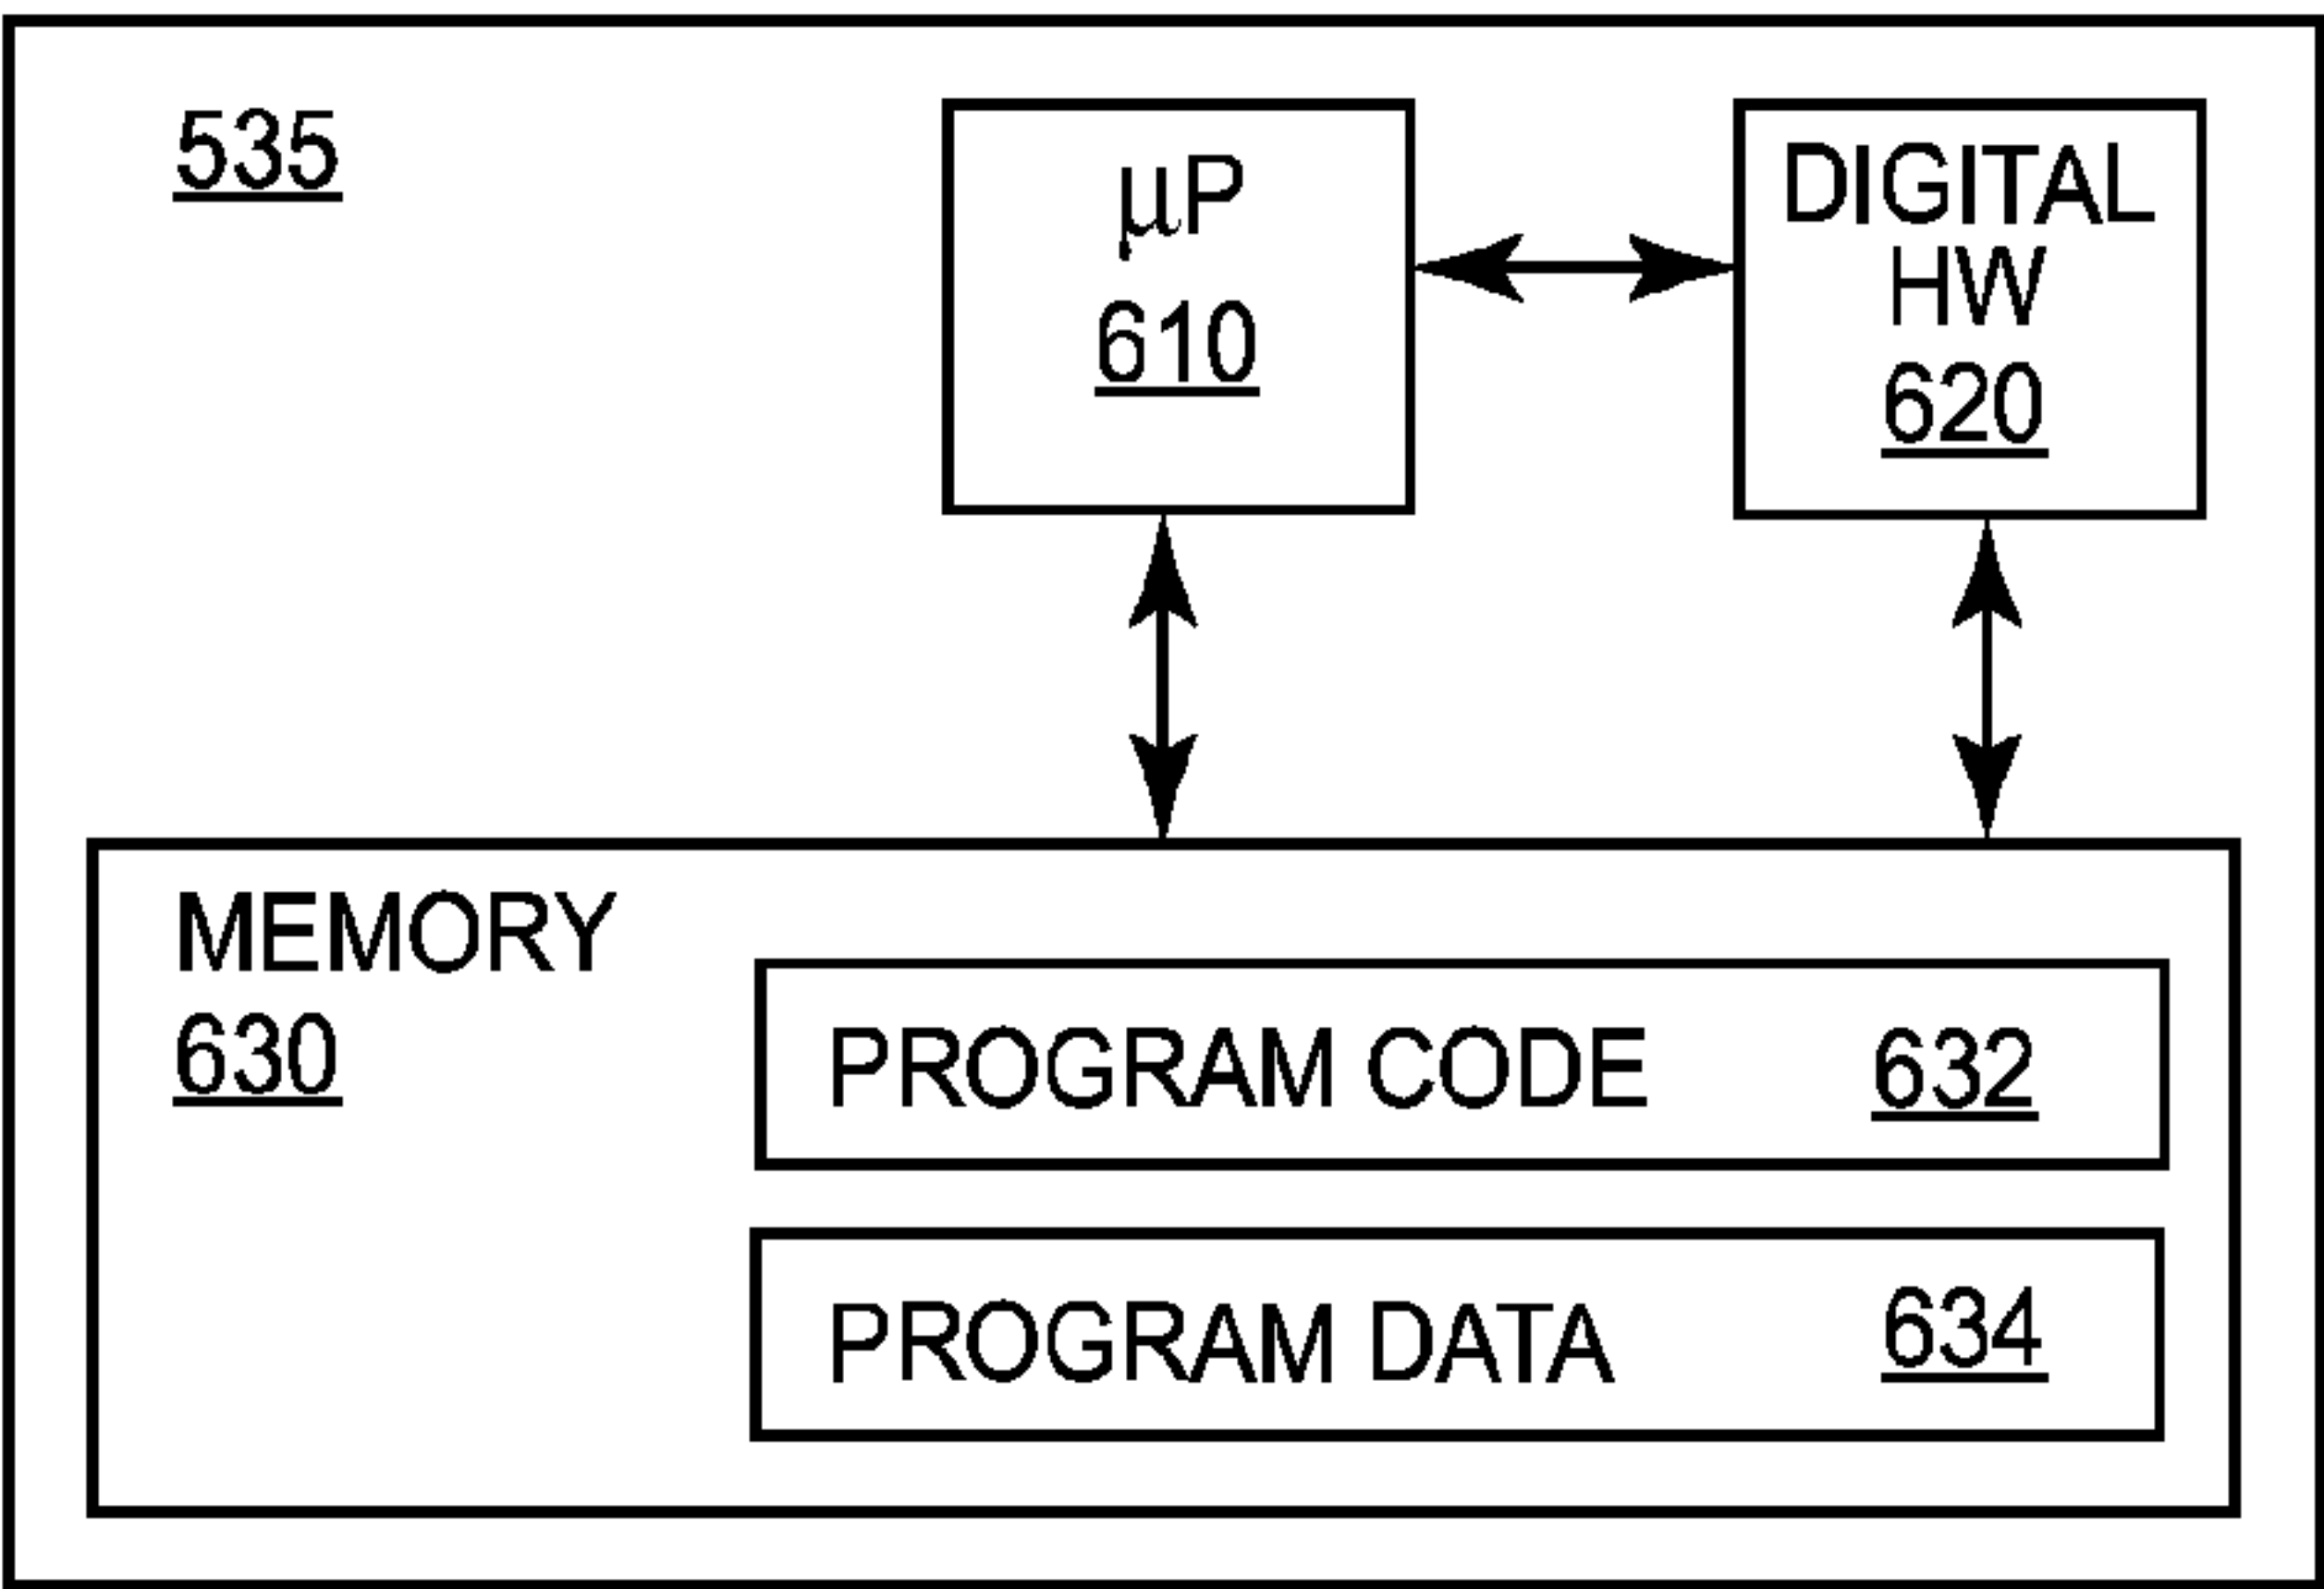 535
µP
610
DIGITAL
HW
620
MEMORY
630
PROGRAM CODE 632
PROGRAM DATA 634